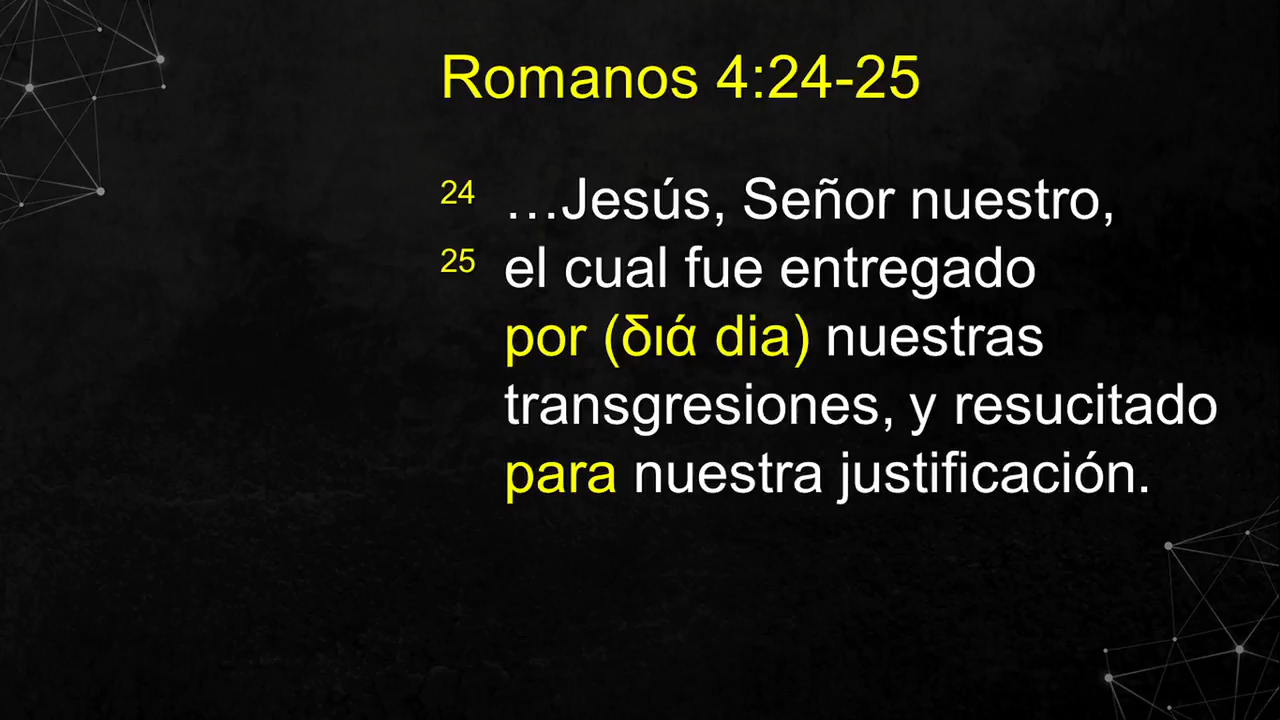 Romanos 4:24-25
24 …Jesús, Señor nuestro,
25 el cual fue entregado
por (διά dia) nuestras
transgresiones, y resucitado
para nuestra justificación.